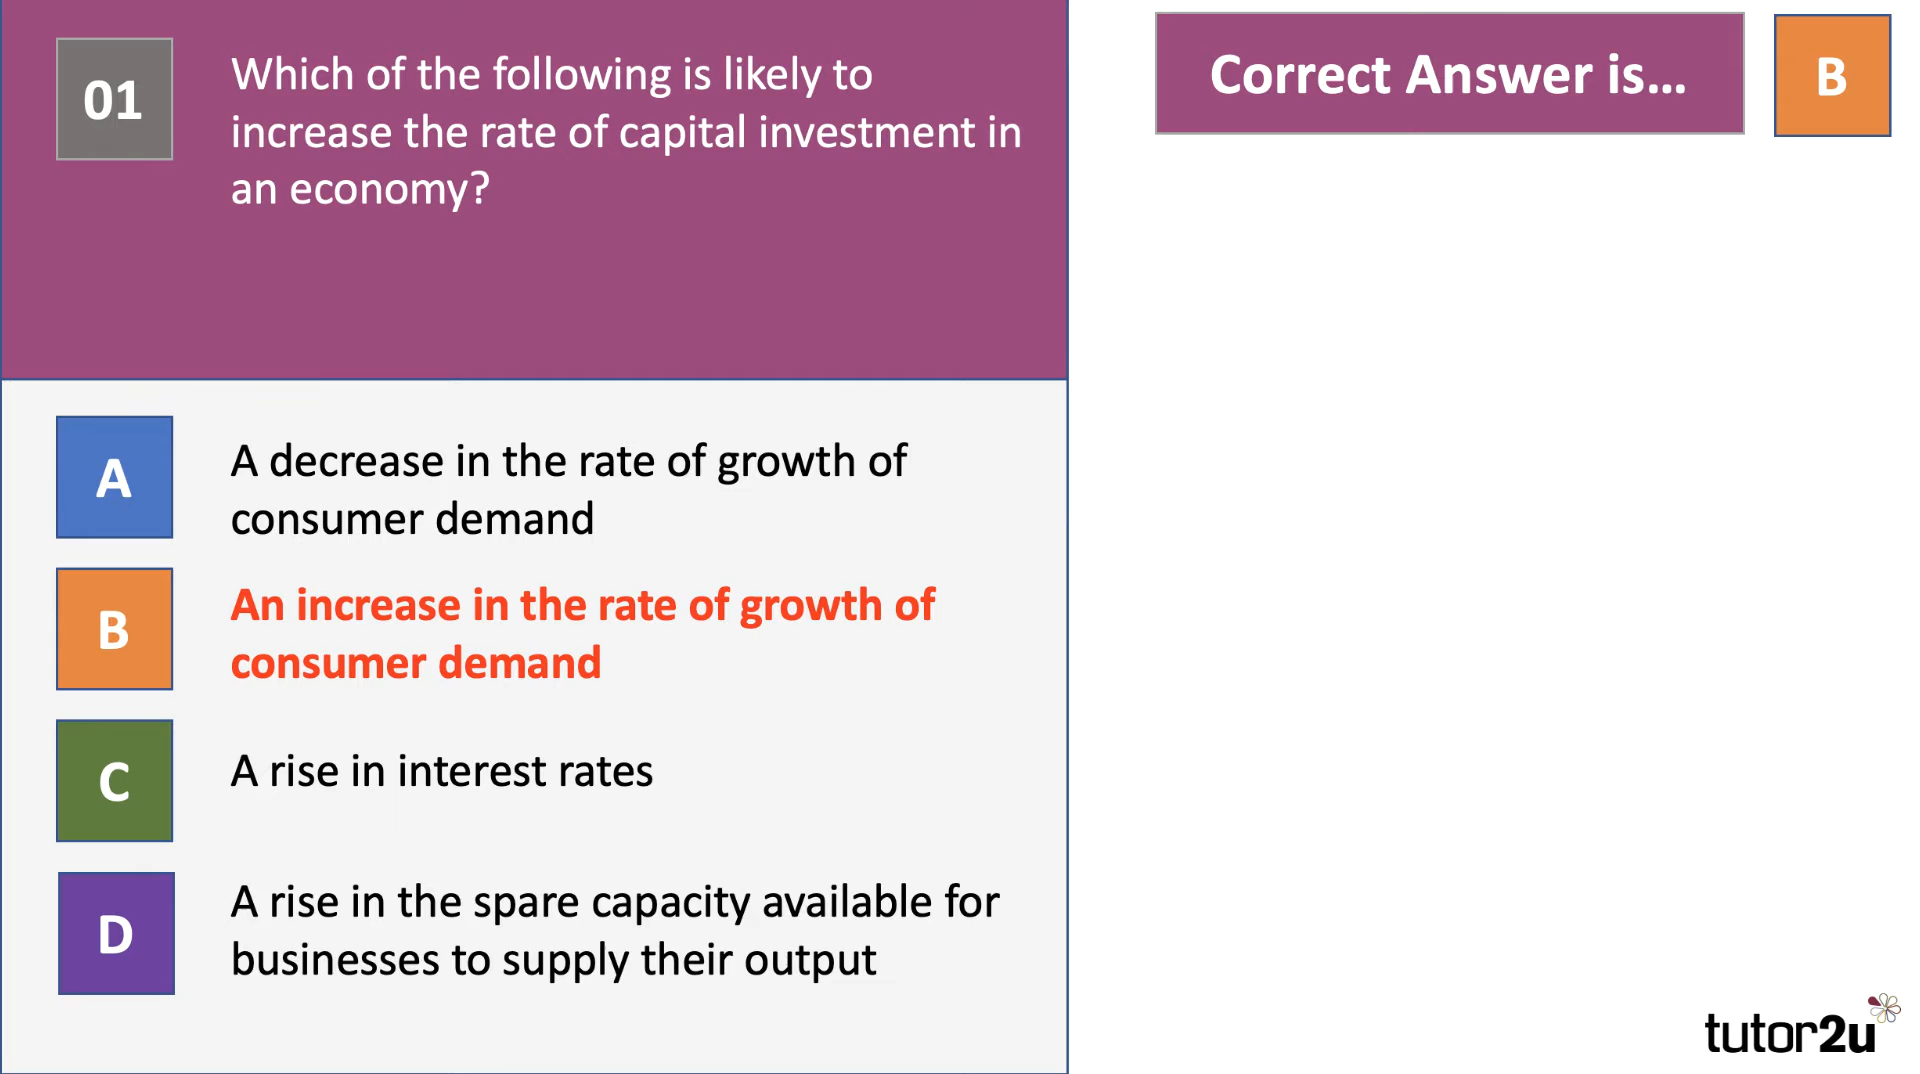 01
Which of the following is likely to
increase the rate of capital investment in
an economy?
Correct Answer is...
B
A
A decrease in the rate of growth of
consumer demand
B
An increase in the rate of growth of
consumer demand
C
A rise in interest rates
D
A rise in the spare capacity available for
businesses to supply their output
tutor2u